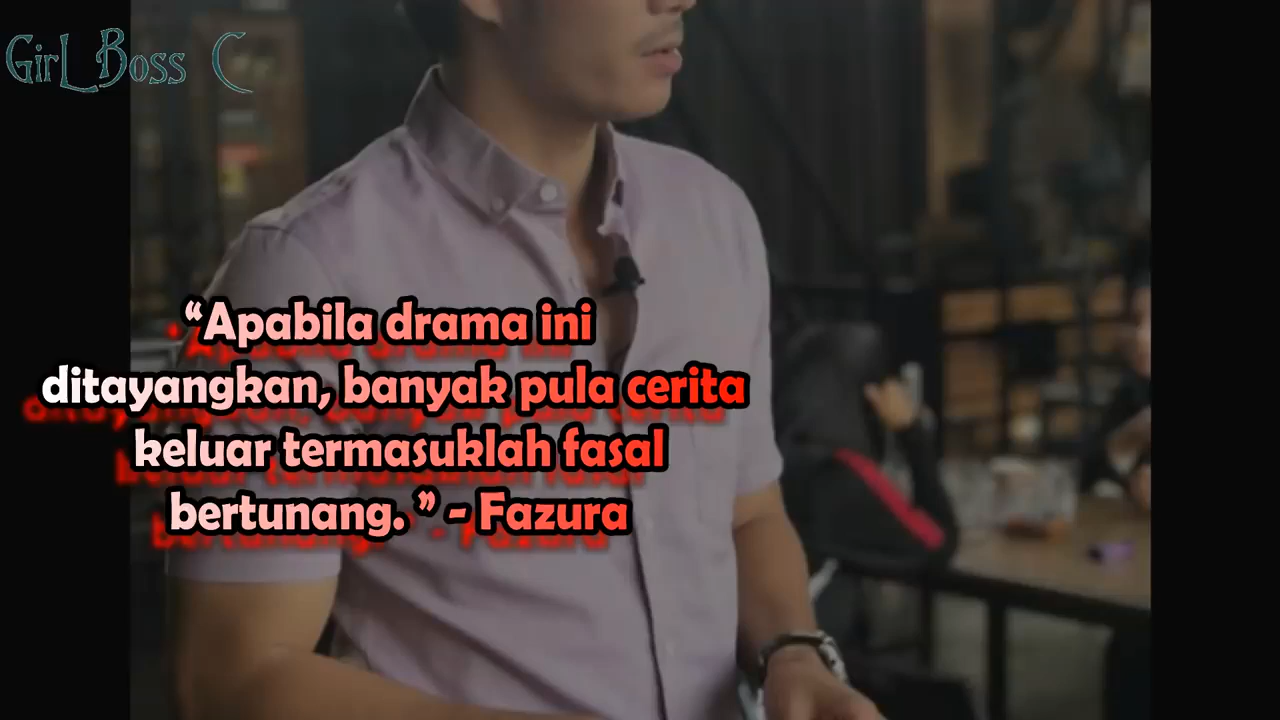 GirL Boss C
“Apabila drama ini
ditayangkan, banyak pula cerita
keluar termasuklah fasal
bertunang. ” - Fazura